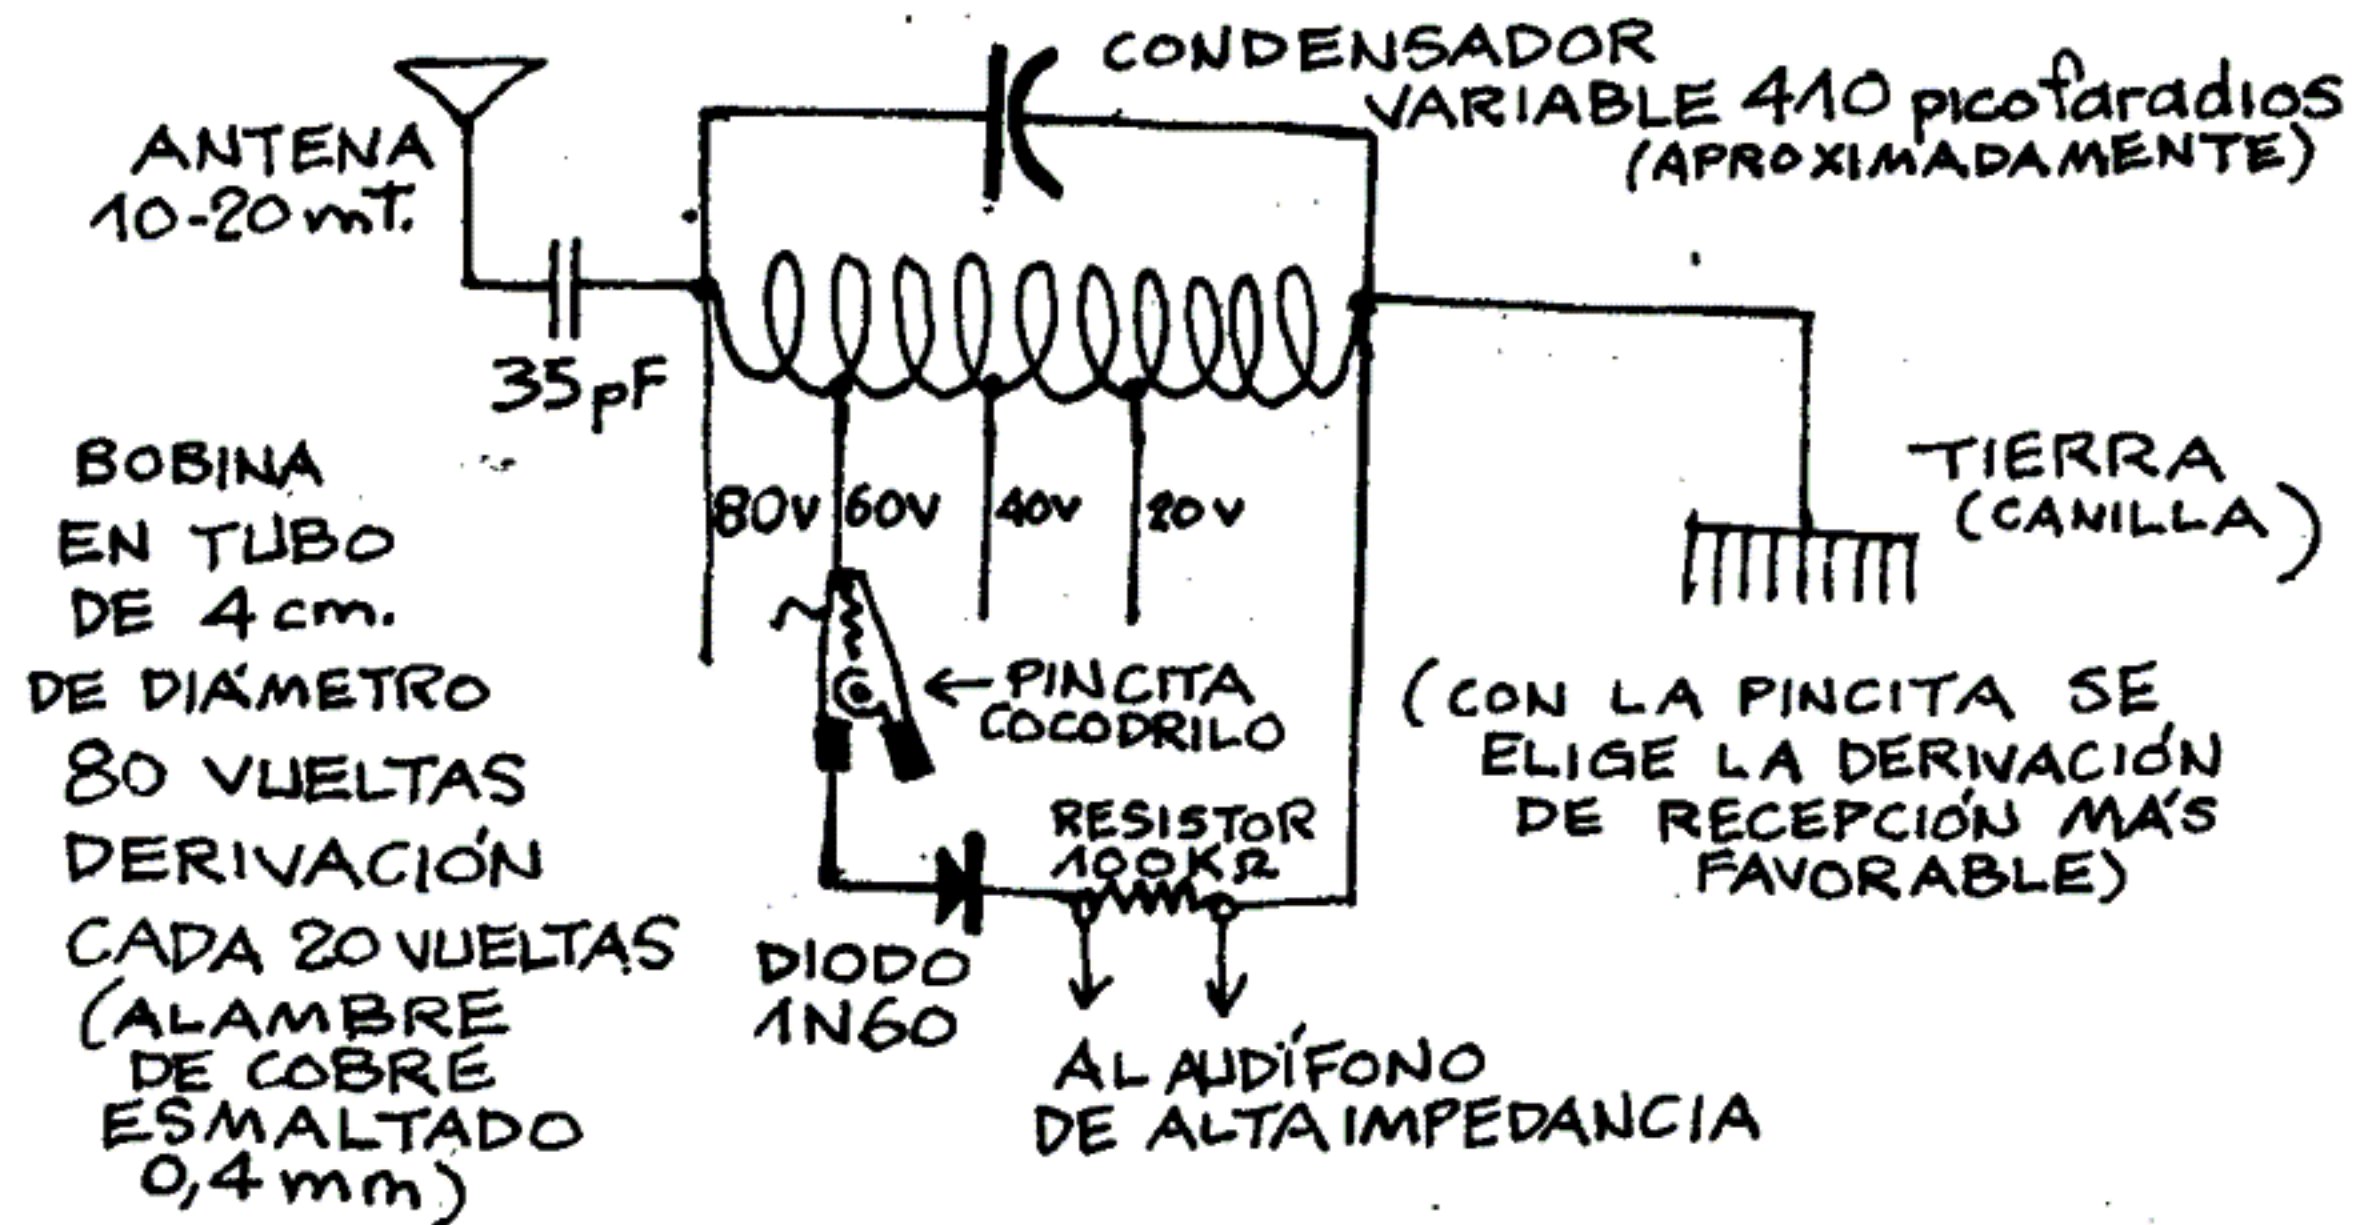 CONDENSADOR
VARIABLE 410 picofaradios
(APROXIMADAMENTE)
ANTENA
10-20 mT.
35 pF
BOBINA
EN TUBO
DE 4 cm.
DE DIÁMETRO
80 VUELTAS
DERIVACIÓN
CADA 20 VUELTAS
(ALAMBRE
DE COBRE
ESMALTADO
0,4 mm)
80V 60V 40V 20V
TIERRA
(CANILLA)
← PINCITA
COCODRILO
(CON LA PINCITA SE
ELIGE LA DERIVACIÓN
DE RECEPCIÓN MÁS
FAVORABLE)
RESISTOR
100KΩ
DIODO
1N60
AL AUDÍFONO
DE ALTA IMPEDANCIA